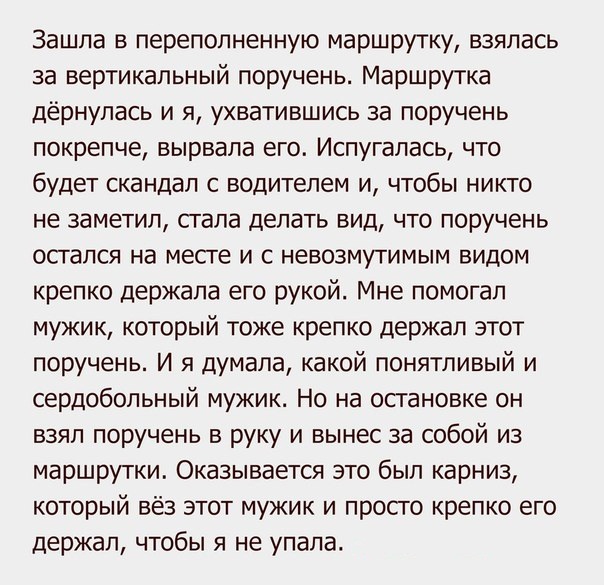 Зашла в переполненную маршрутку, взялась
за вертикальный поручень. Маршрутка
дёрнулась и я, ухватившись за поручень
покрепче, вырвала его. Испугалась, что
будет скандал с водителем и, чтобы никто
не заметил, стала делать вид, что поручень
остался на месте и с невозмутимым видом
крепко держала его рукой. Мне помогал
мужик, который тоже крепко держал этот
поручень. И я думала, какой понятливый и
сердобольный мужик. Но на остановке он
взял поручень в руку и вынес за собой из
маршрутки. Оказывается это был карниз,
который вёз этот мужик и просто крепко его
держал, чтобы я не упала.